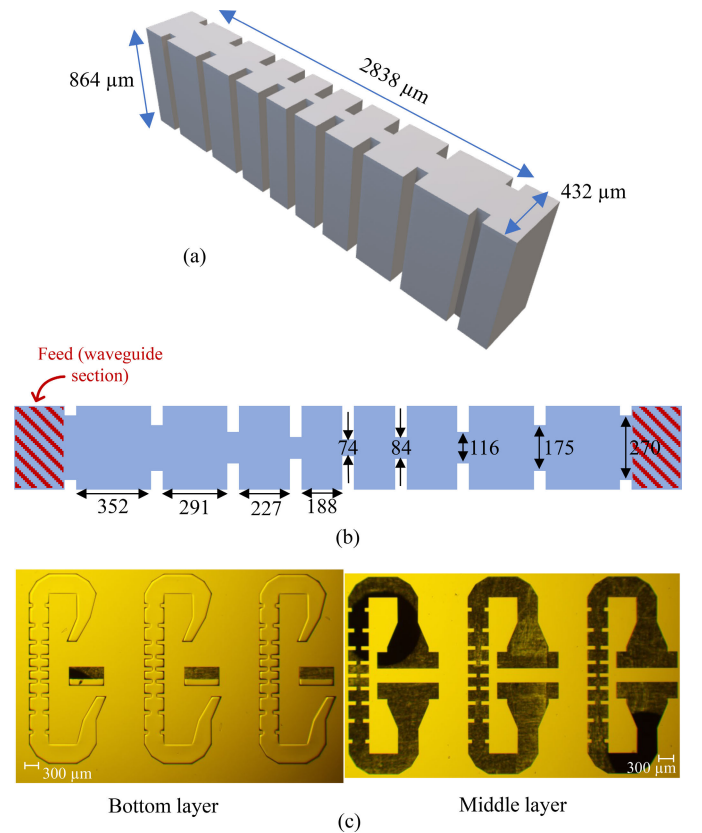 864 µm
2838 µm
432 µm
(a)
Feed (waveguide
section)
74
84
116
175
270
352
291
227
188
(b)
300 µm
300 µm
Bottom layer
Middle layer
(c)